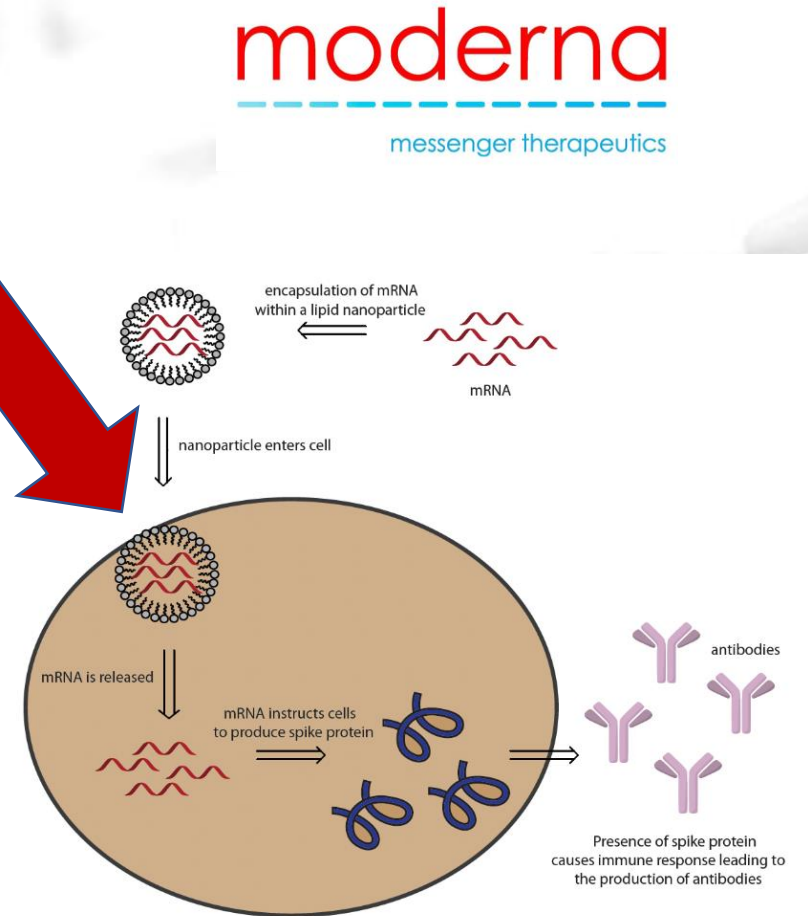 moderna
messenger therapeutics
encapsulation of mRNA
within a lipid nanoparticle
mRNA
nanoparticle enters cell
mRNA is released
mRNA instructs cells
to produce spike protein
antibodies
Presence of spike protein
causes immune response leading to
the production of antibodies